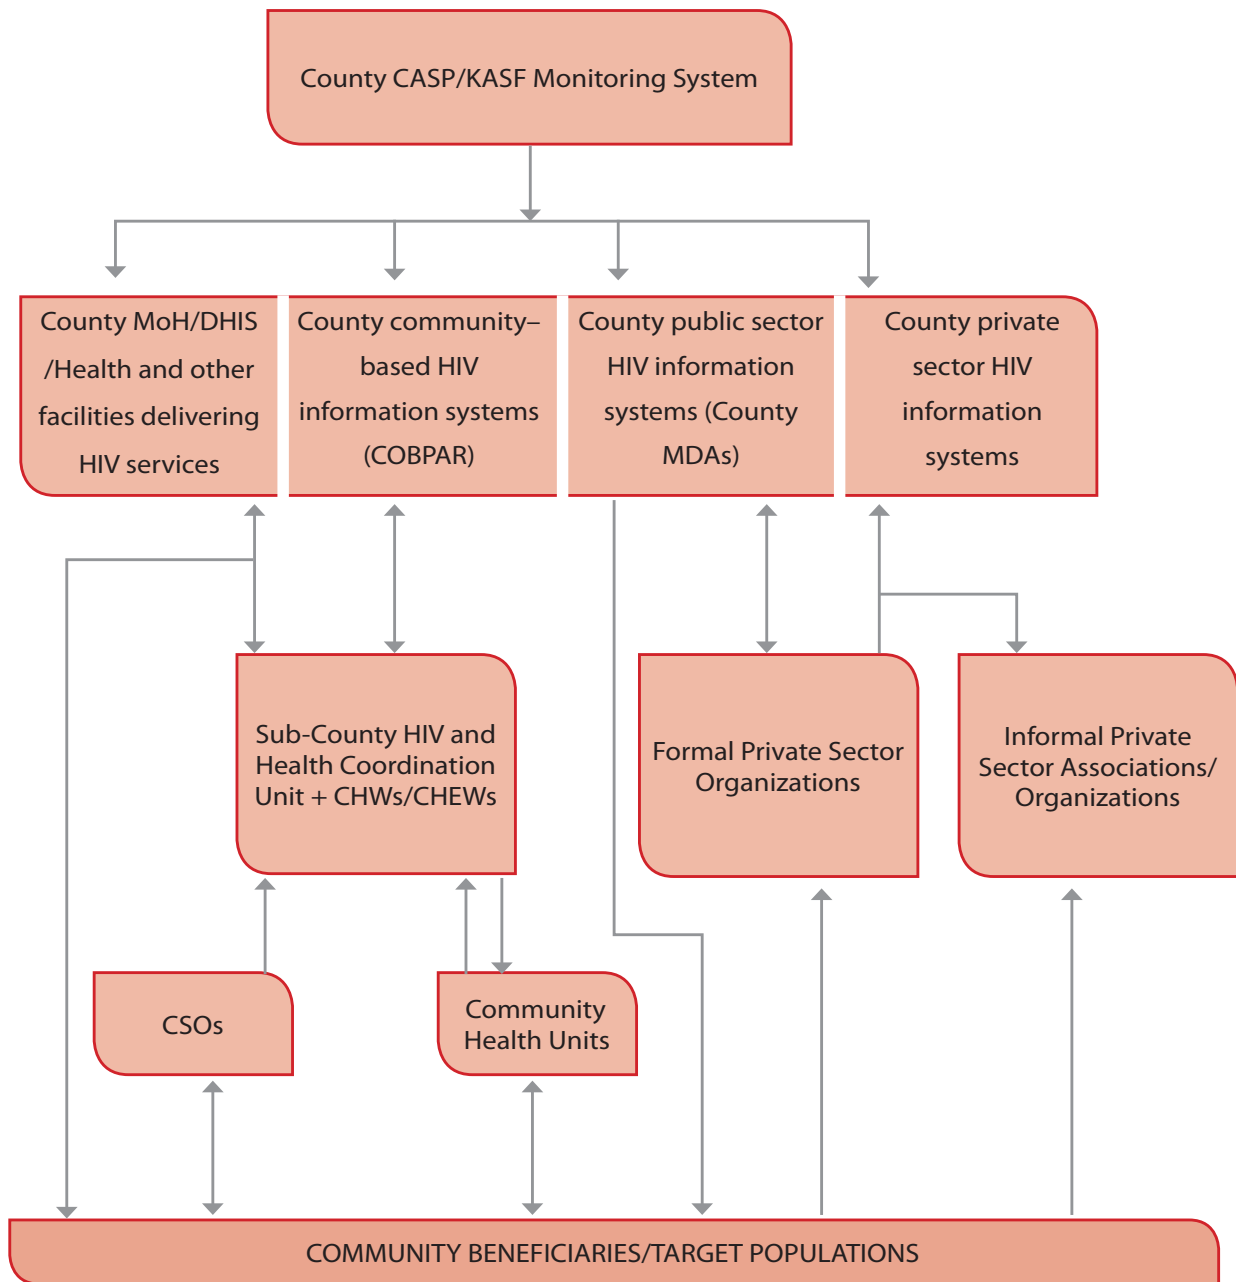 County CASP/KASF Monitoring System
County MoH/DHIS
/Health and other
facilities delivering
HIV services
County community–
based HIV
information systems
(COBPAR)
County public sector
HIV information
systems (County
MDAs)
County private
sector HIV
information
systems
Sub-County HIV and
Health Coordination
Unit + CHWs/CHEWs
Formal Private Sector
Organizations
Informal Private
Sector Associations/
Organizations
CSOs
Community
Health Units
COMMUNITY BENEFICIARIES/TARGET POPULATIONS